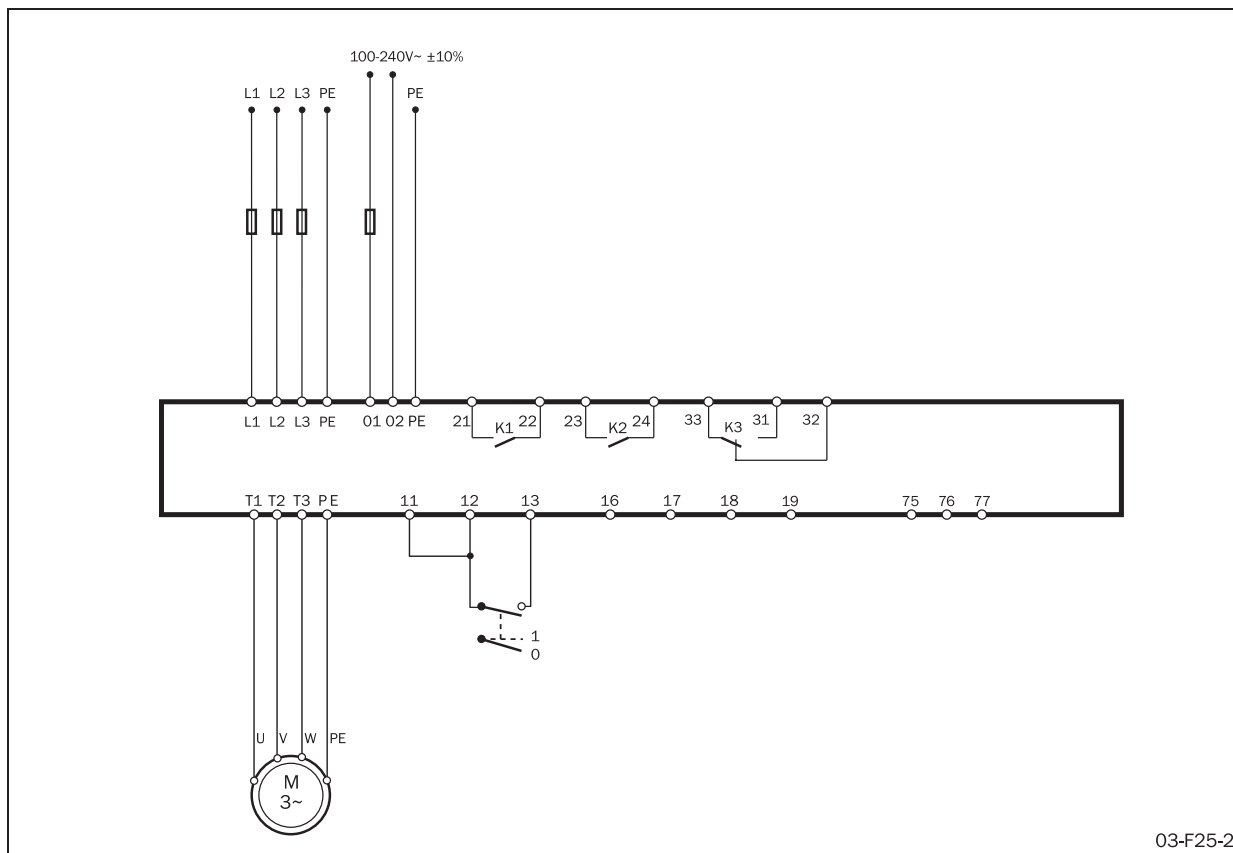 100-240V~ ±10%
L1 L2 L3 PE PE
L1 L2 L3 PE 01 02 PE 21 22 23 24 33 31 32
K1 K2 K3
T1 T2 T3 PE 11 12 13 16 17 18 19 75 76 77
1
0
U V W PE
M
3~
03-F25-2